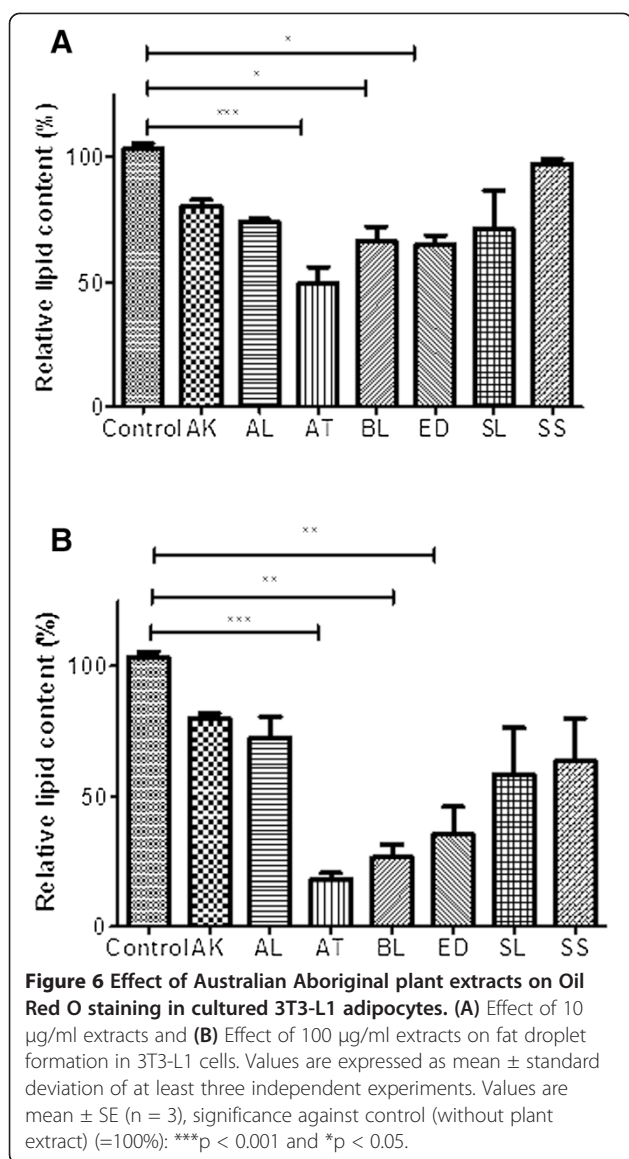 A
*
*
***
Relative lipid content (%)
100
50
0
Control AK AL AT BL ED SL SS
B
**
**
***
Relative lipid content (%)
100
50
0
Control AK AL AT BL ED SL SS
Figure 6 Effect of Australian Aboriginal plant extracts on Oil
Red O staining in cultured 3T3-L1 adipocytes. (A) Effect of 10
μg/ml extracts and (B) Effect of 100 μg/ml extracts on fat droplet
formation in 3T3-L1 cells. Values are expressed as mean ± standard
deviation of at least three independent experiments. Values are
mean ± SE (n = 3), significance against control (without plant
extract) (=100%): ***p < 0.001 and *p < 0.05.